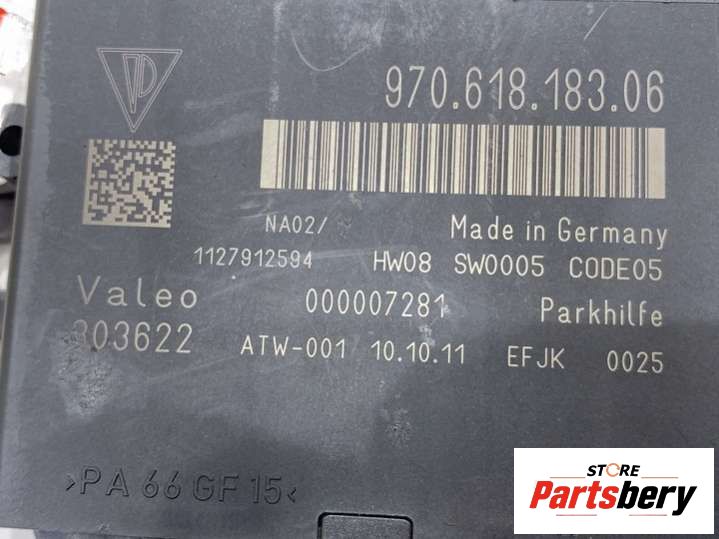 970.618.183.06
NA02/
Made in Germany
1127912594 HW08 SW0005 CODE05
Valeo 000007281 Parkhilfe
303622 ATW-001 10.10.11 EFJK 0025
>PA 66 GF 15<
STORE
Partsbery